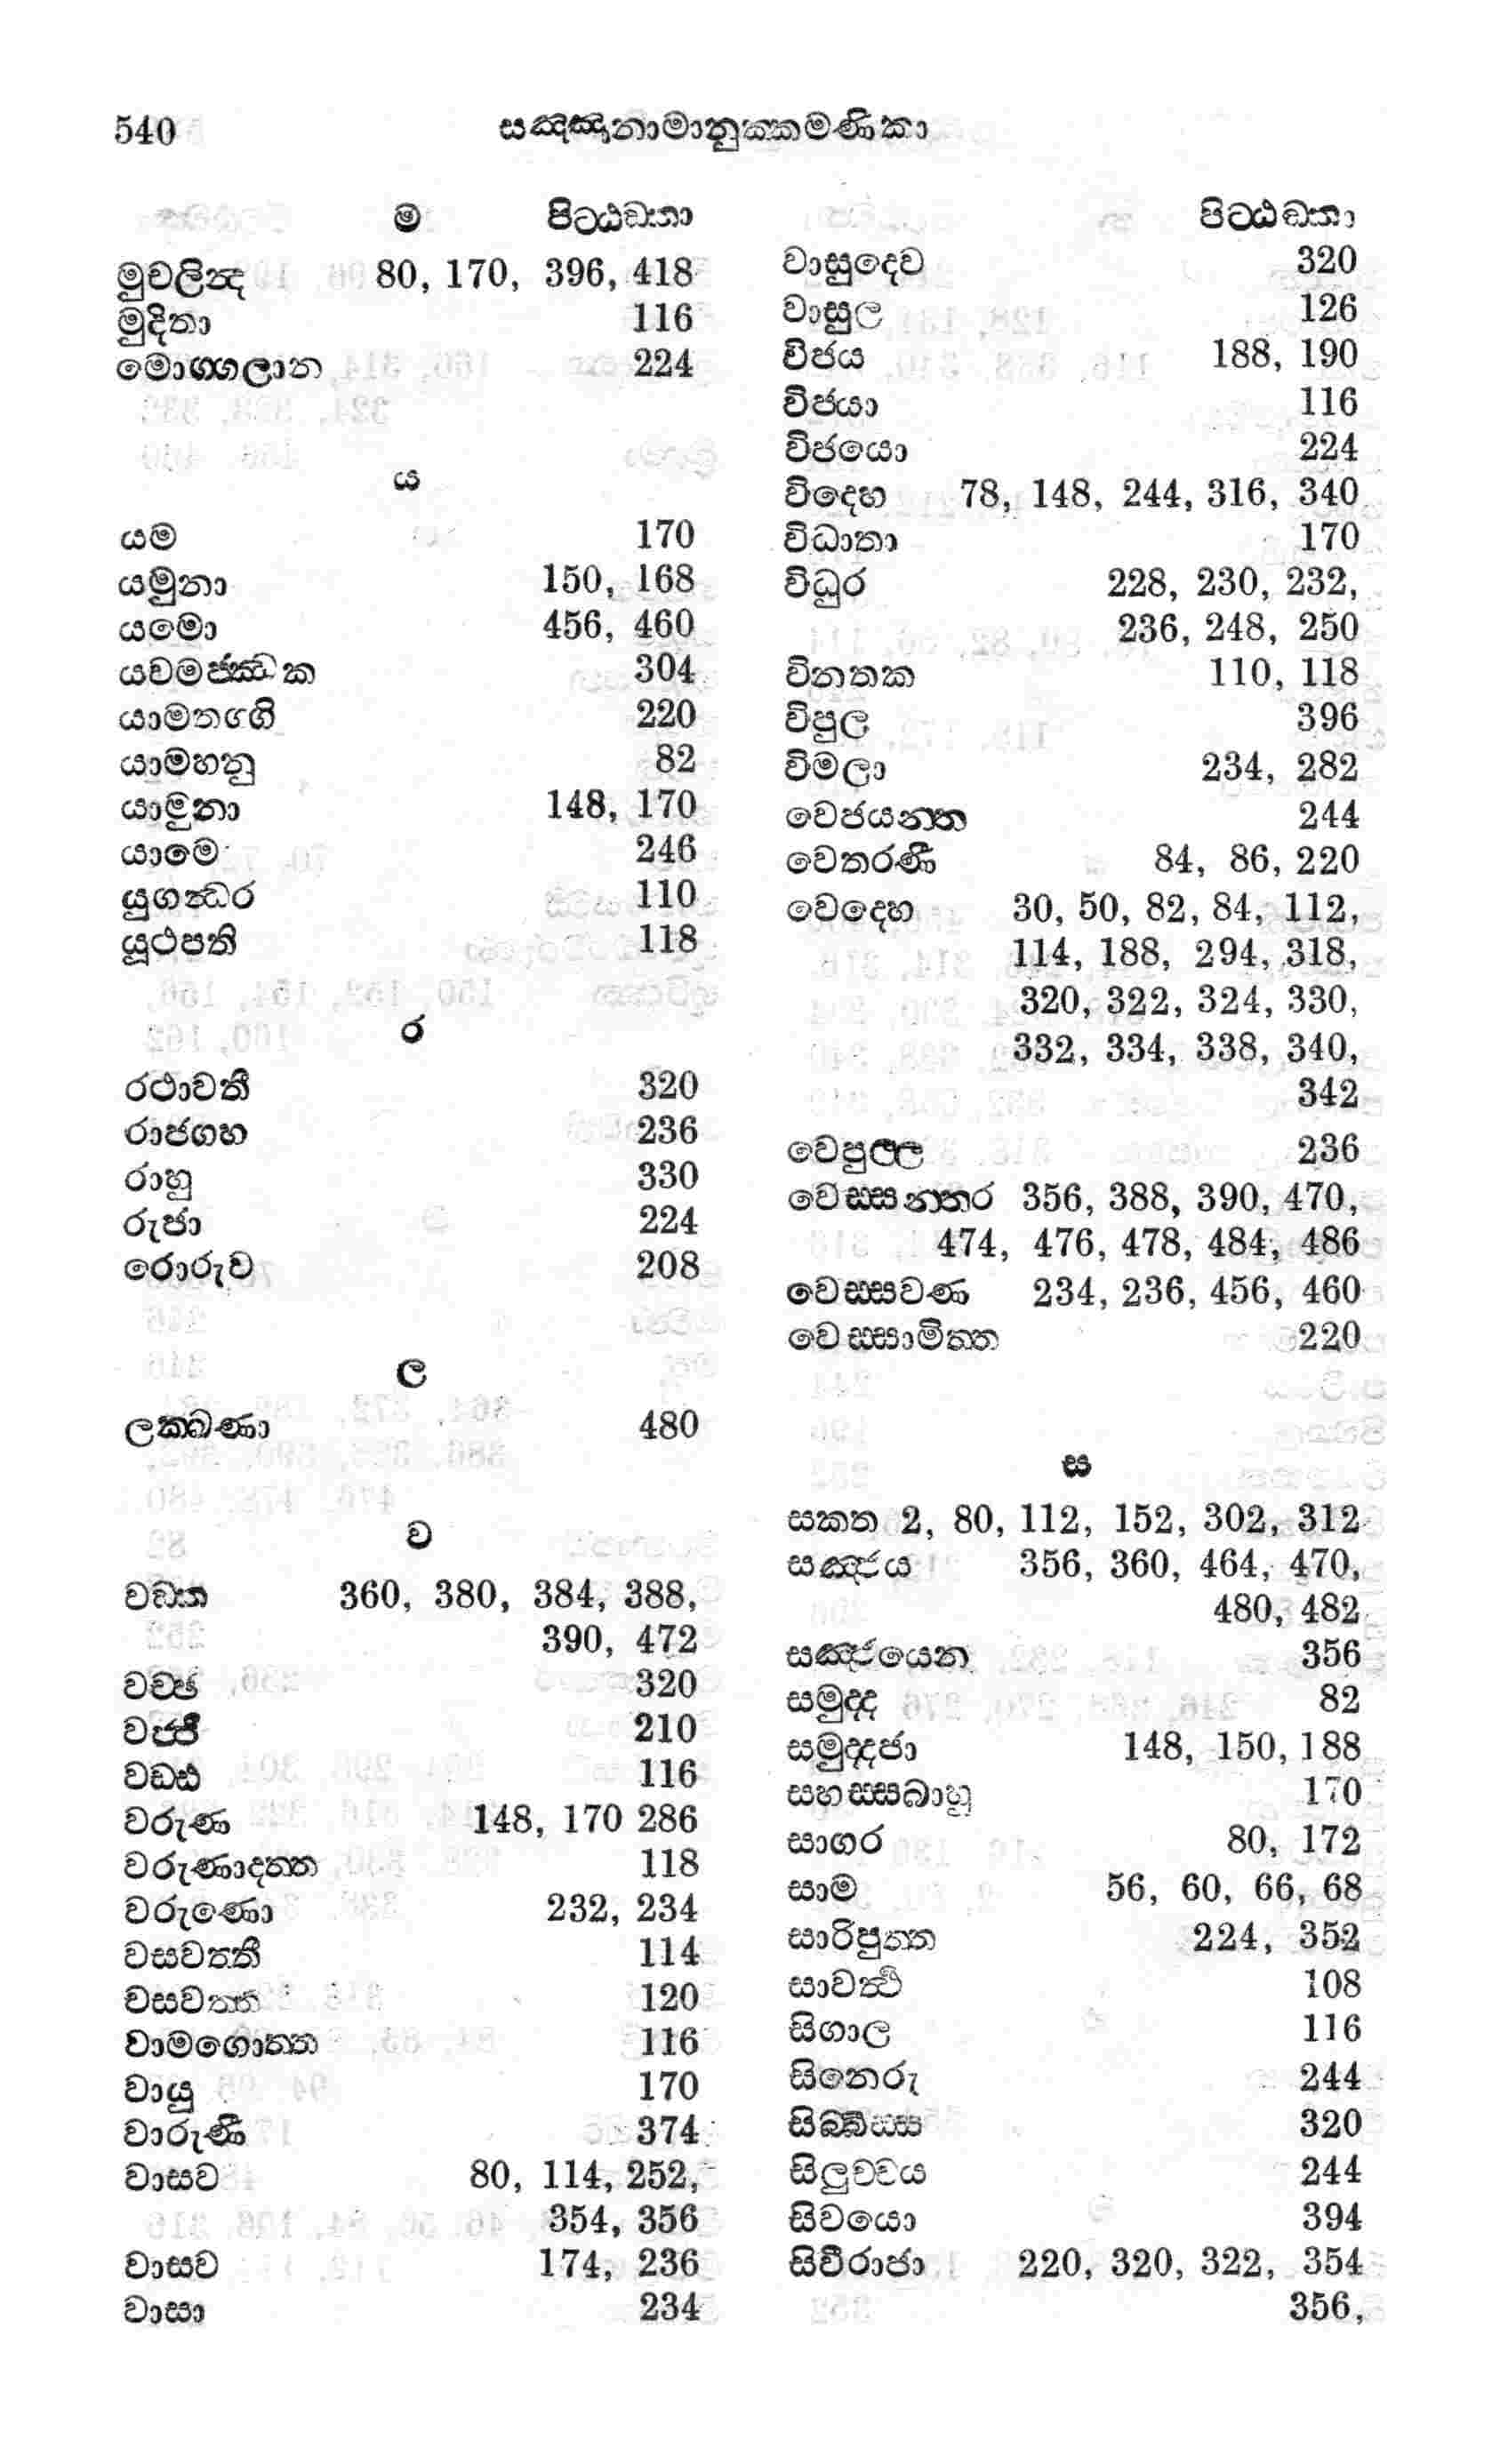 540 සඤ්ඤනාමානුක්කමණිකා
ම පිට්ඨඞ්කා
මුචලින්ද 80, 170, 396, 418
මුදිතා 116
මොග්ගලාන 224
ය
යම 170
යමුනා 150, 168
යමො 456, 460
යවමජ්ඣක 304
යාමතග්ගි 220
යාමහනු 82
යාමුනා 148, 170
යාමෙ 246
යුගන්ධර 110
යූථපති 118
ර
රථාවතී 320
රාජගහ 236
රාහු 330
රුජා 224
රොරුව 208
ල
ලක්ඛණා 480
ව
වඞ්ක 360, 380, 384, 388,
390, 472
වච්ඡ 320
වජ්ජී 210
වඩ්ඪ 116
වරුණ 148, 170 286
වරුණාදත්ත 118
වරුණො 232, 234
වසවත්තී 114
වසවත්ත 120
වාමගොත්ත 116
වායු 170
වාරුණී 374
වාසව 80, 114, 252,
354, 356
වාසව 174, 236
වාසා 234
පිට්ඨඞ්කා
වාසුදෙව 320
වාසුල 126
විජය 188, 190
විජයා 116
විජයො 224
විදෙහ 78, 148, 244, 316, 340
විධාතා 170
විධුර 228, 230, 232,
236, 248, 250
විනතක 110, 118
විපුල 396
විමලා 234, 282
වෙජයන්ත 244
වෙතරණී 84, 86, 220
වෙදෙහ 30, 50, 82, 84, 112,
114, 188, 294, 318,
320, 322, 324, 330,
332, 334, 338, 340,
342
වෙපුල්ල 236
වෙස්සන්තර 356, 388, 390, 470,
474, 476, 478, 484, 486
වෙස්සවණ 234, 236, 456, 460
වෙස්සාමිත්ත 220
ස
සක්ක 2, 80, 112, 152, 302, 312
සඤ්ජය 356, 360, 464, 470,
480, 482
සඤ්ජයෙන 356
සමුද්ද 82
සමුද්දජා 148, 150, 188
සහස්සබාහු 170
සාගර 80, 172
සාම 56, 60, 66, 68
සාරිපුත්ත 224, 352
සාවත්ථි 108
සිගාල 116
සිනෙරු 244
සිබ්බිස්ස 320
සිලුච්චය 244
සිවයො 394
සිවීරාජා 220, 320, 322, 354
356,